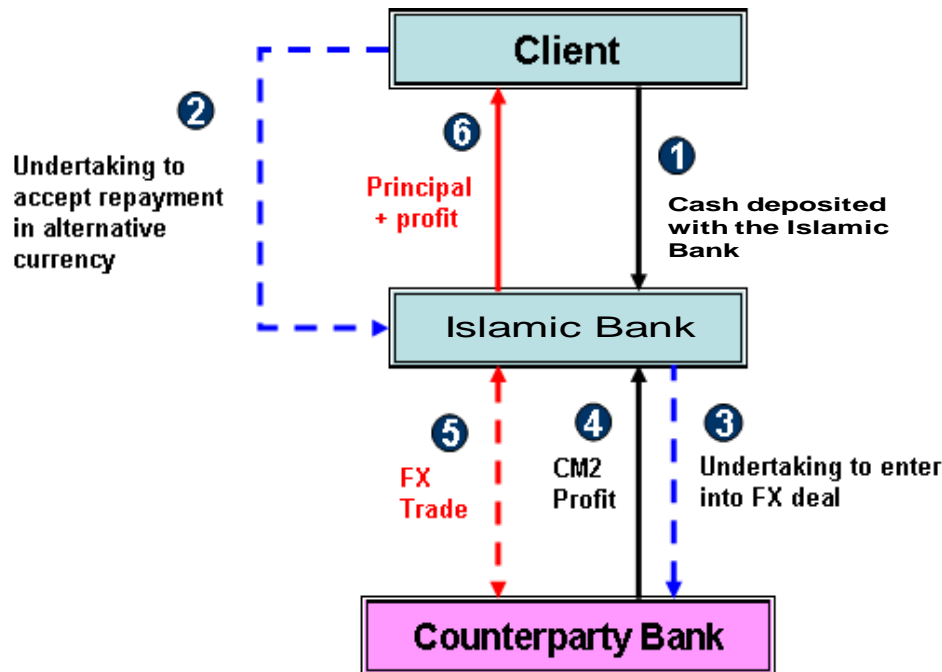 Client
2
Undertaking to
accept repayment
in alternative
currency
6
Principal
+ profit
1
Cash deposited
with the Islamic
Bank
Islamic Bank
5
FX
Trade
4
CM2
Profit
3
Undertaking to enter
into FX deal
Counterparty Bank